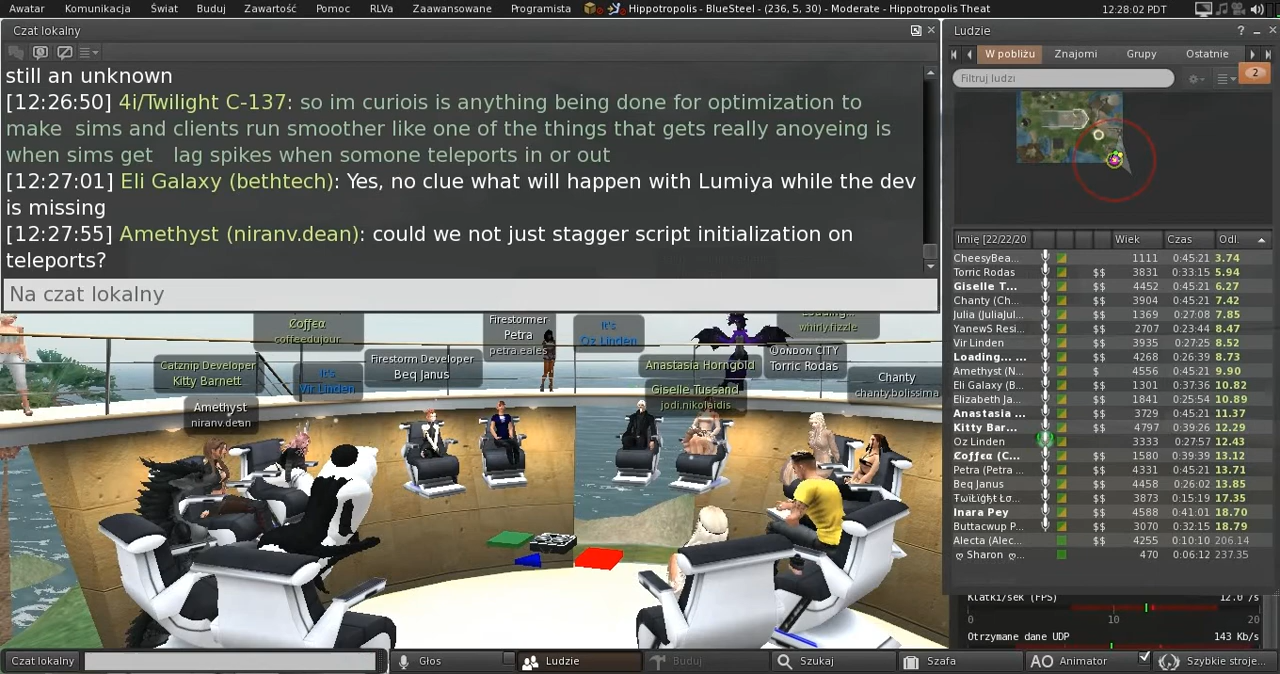 Awatar Komunikacja Świat Buduj Zawartość Pomoc RLVa Zaawansowane Programista Hippotropolis - BlueSteel - (236, 5, 30) - Moderate - Hippotropolis Theat 12:28:02 PDT
Czat lokalny
still an unknown
[12:26:50] 4i/Twilight C-137: so im curiois is anything being done for optimization to
make sims and clients run smoother like one of the things that gets really anoyeing is
when sims get lag spikes when somone teleports in or out
[12:27:01] Eli Galaxy (bethtech): Yes, no clue what will happen with Lumiya while the dev
is missing
[12:27:55] Amethyst (niranv.dean): could we not just stagger script initialization on
teleports?
Na czat lokalny
Coffεα
coffeedujour
Firestormer
Petra
petra.eales
It's
Oz Linden
Loading...
whirly.fizzle
Catznip Developer
Kitty Barnett
It's
Vir Linden
Firestorm Developer
Beq Janus
Anastasia Horngold
LONDON CITY
Torric Rodas
Giselle Tussand
jodi.nikolaidis
Chanty
chanty.bolissima
Amethyst
niranv.dean
Ludzie
W pobliżu Znajomi Grupy Ostatnie
Filtruj ludzi
2
Imię [22/22/20 Wiek Czas Odl.
CheesyBea... 1111 0:45:21 3.74
Torric Rodas $$ 3831 0:33:15 5.94
Giselle T... $$ 4452 0:45:21 6.27
Chanty (Ch... $$ 3904 0:45:21 7.42
Julia (JuliaJul... $$ 1369 0:27:08 7.85
YanewS Resi... $$ 2707 0:23:44 8.47
Vir Linden $$ 3935 0:27:25 8.52
Loading... ... $$ 4268 0:26:39 8.73
Amethyst (N... $ 4556 0:45:21 9.90
Eli Galaxy (B... $$ 1301 0:37:36 10.82
Elizabeth Ja... $$ 1841 0:25:54 10.89
Anastasia ... $$ 3729 0:45:21 11.37
Kitty Bar... $$ 4797 0:39:26 12.29
Oz Linden 3333 0:27:57 12.43
Coffεα (C... $$ 1580 0:39:39 13.12
Petra (Petra ... $$ 4331 0:45:21 13.71
Beq Janus $$ 4458 0:26:02 13.85
$$ 3873 0:15:19 17.35
Inara Pey $$ 4588 0:41:01 18.70
Buttacwup P... $$ 3070 0:32:15 18.79
Alecta (Alec... $$ 4255 0:10:10 206.14
ღ Sharon ღ... 470 0:06:12 237.35
Klatki/sek (FPS) 12.0 /s
0 10 20
Otrzymane dane UDP 143 Kb/s
Czat lokalny Głos Ludzie Buduj Szukaj Szafa AO Animator Szybkie stroje...